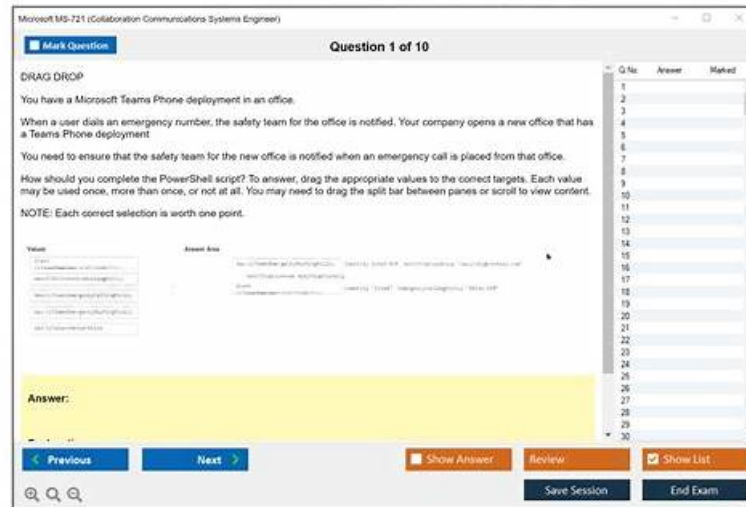 Microsoft MS-721 (Collaboration Communications Systems Engineer)
Mark Question
Question 1 of 10
Q.No Answer Marked
DRAG DROP
You have a Microsoft Teams Phone deployment in an office.
When a user dials an emergency number, the safety team for the office is notified. Your company opens a new office that has
a Teams Phone deployment
You need to ensure that the safety team for the new office is notified when an emergency call is placed from that office.
How should you complete the PowerShell script? To answer, drag the appropriate values to the correct targets. Each value
may be used once, more than once, or not at all. You may need to drag the split bar between panes or scroll to view content.
NOTE: Each correct selection is worth one point.
Values
Answer Area
Answer:
1
2
3
4
5
6
7
8
9
10
11
12
13
14
15
16
17
18
19
20
21
22
23
24
25
26
27
28
29
30
Previous
Next
Show Answer
Review
Show List
Save Session
End Exam